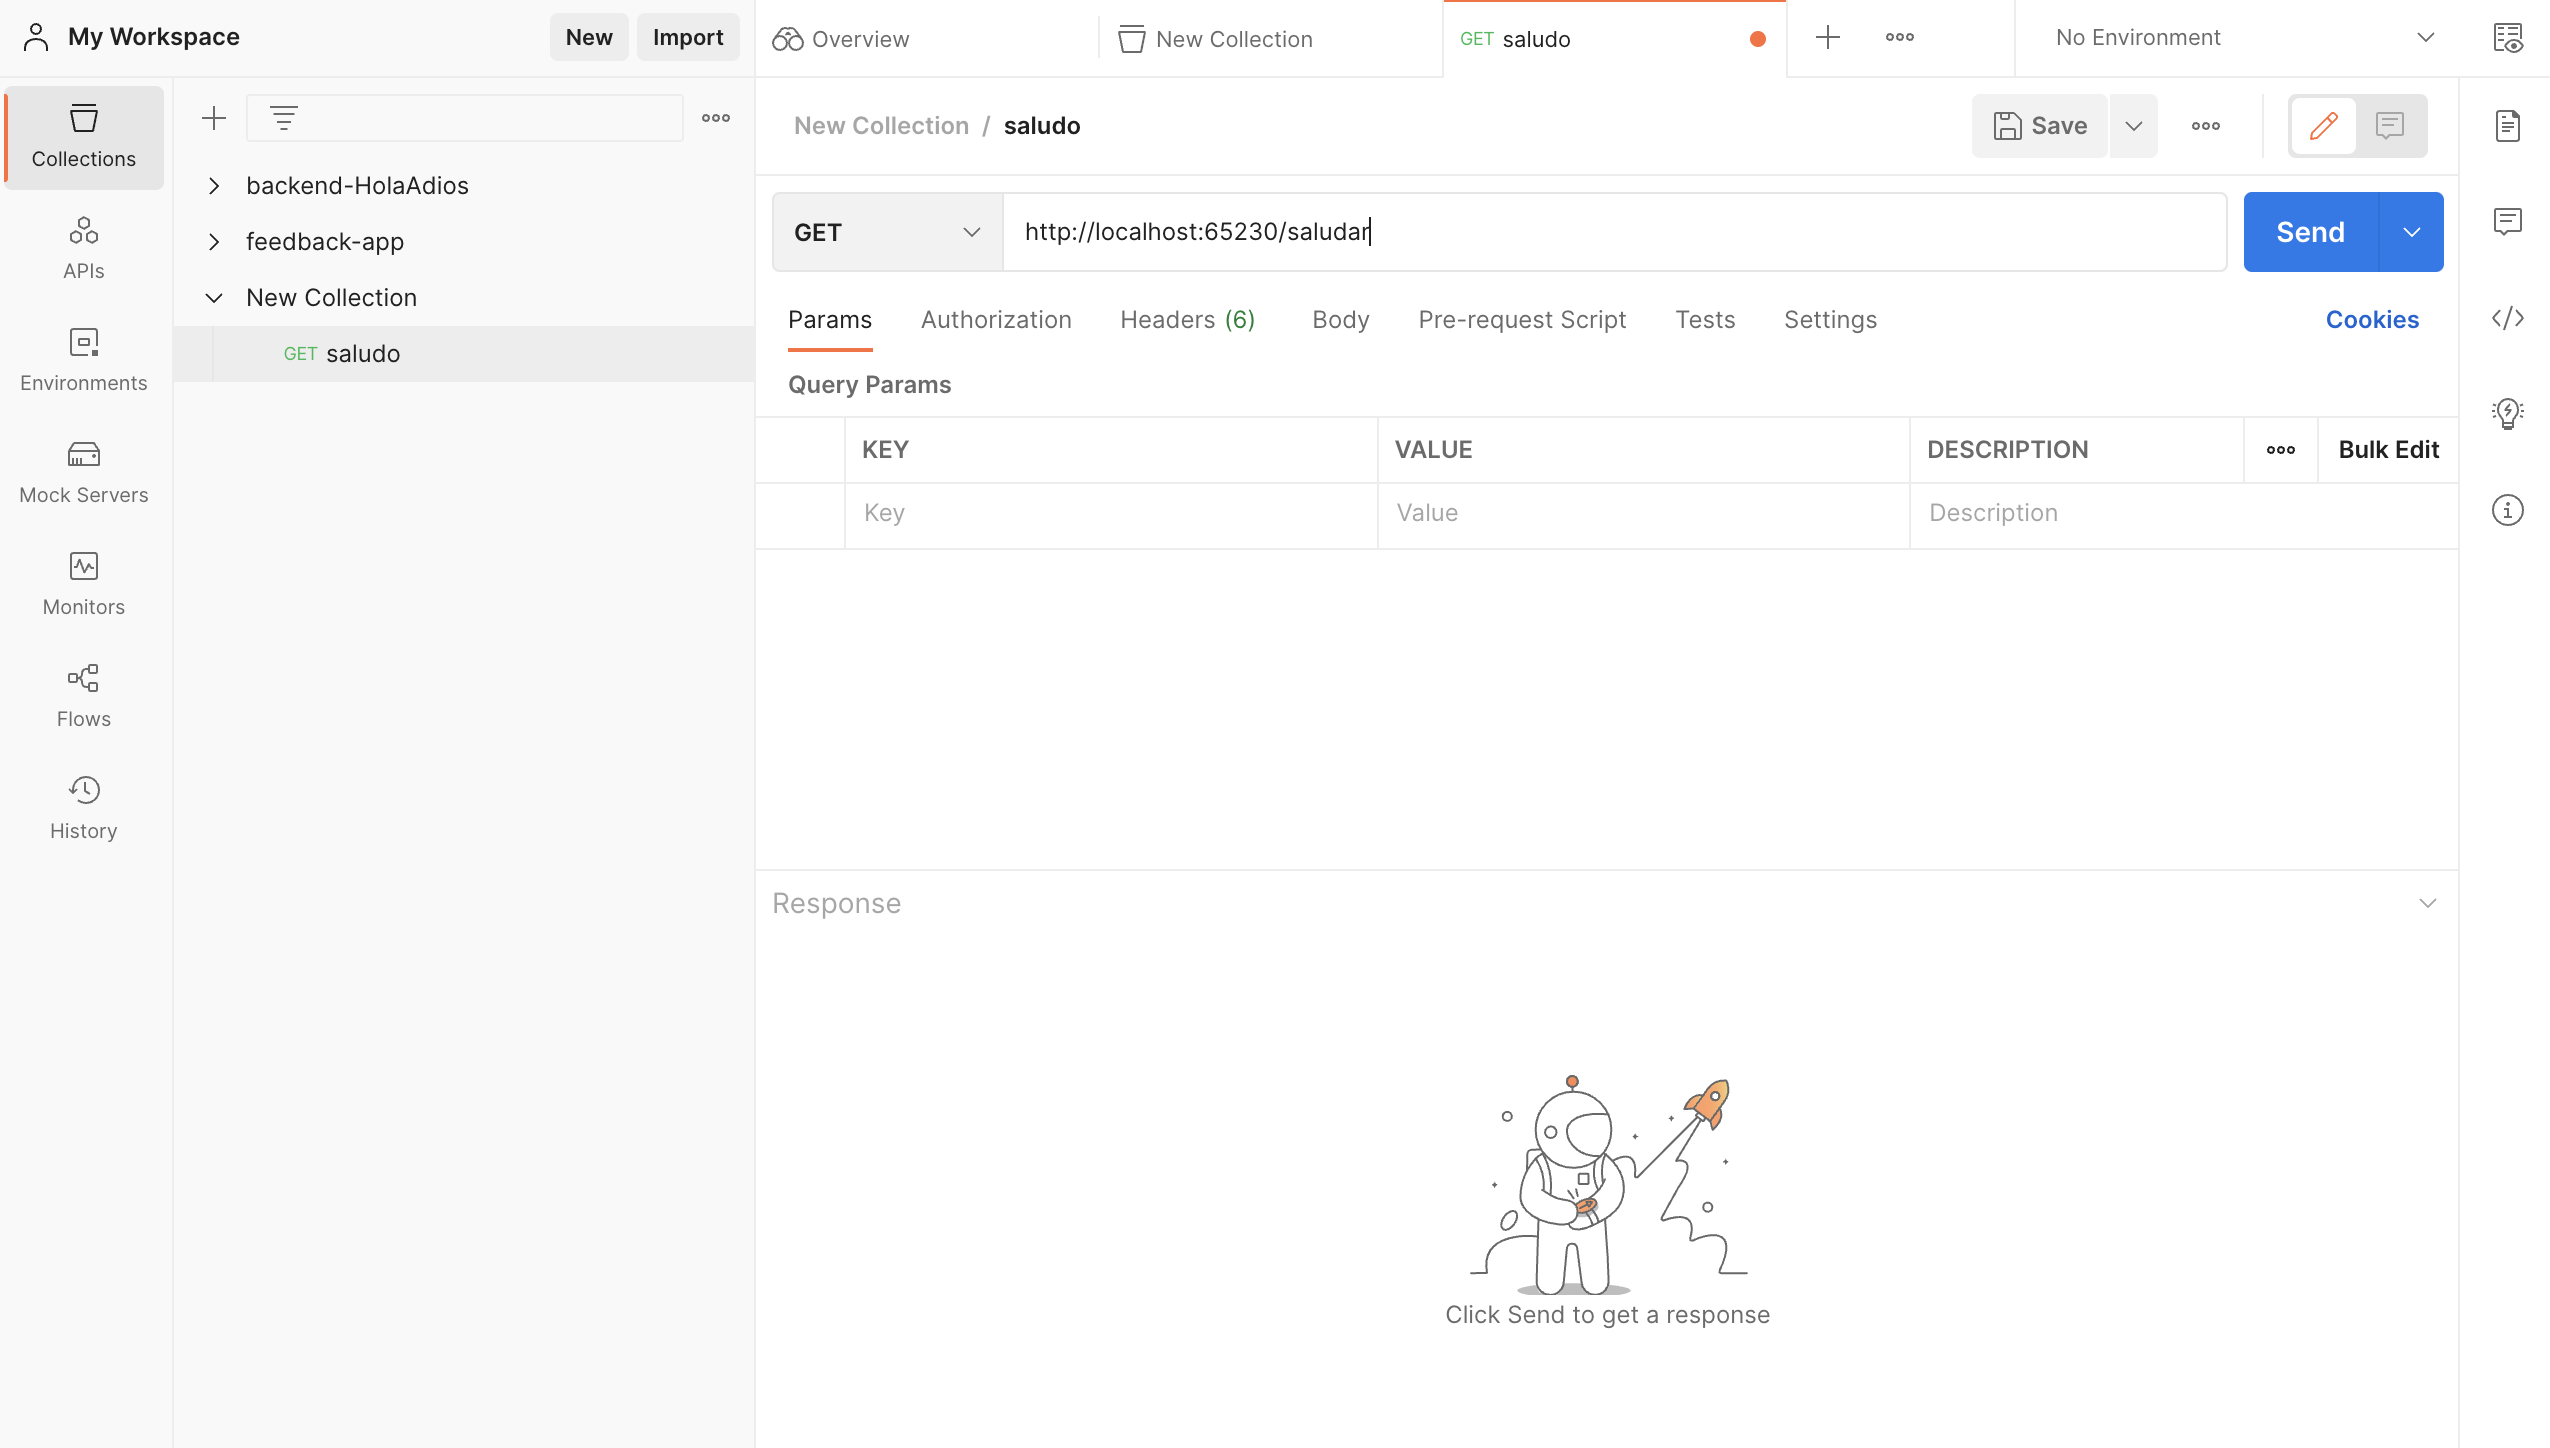 My Workspace
New
Import
Overview
New Collection
GET saludo
No Environment
Collections
APIs
Environments
Mock Servers
Monitors
Flows
History
backend-HolaAdios
feedback-app
New Collection
GET saludo
New Collection / saludo
Save
GET
http://localhost:65230/saludar
Send
Params
Authorization
Headers (6)
Body
Pre-request Script
Tests
Settings
Cookies
Query Params
KEY
VALUE
DESCRIPTION
Bulk Edit
Key
Value
Description
Response
Click Send to get a response